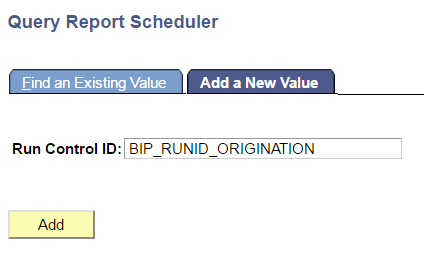 Query Report Scheduler
Find an Existing Value
Add a New Value
Run Control ID: BIP_RUNID_ORIGINATION
Add